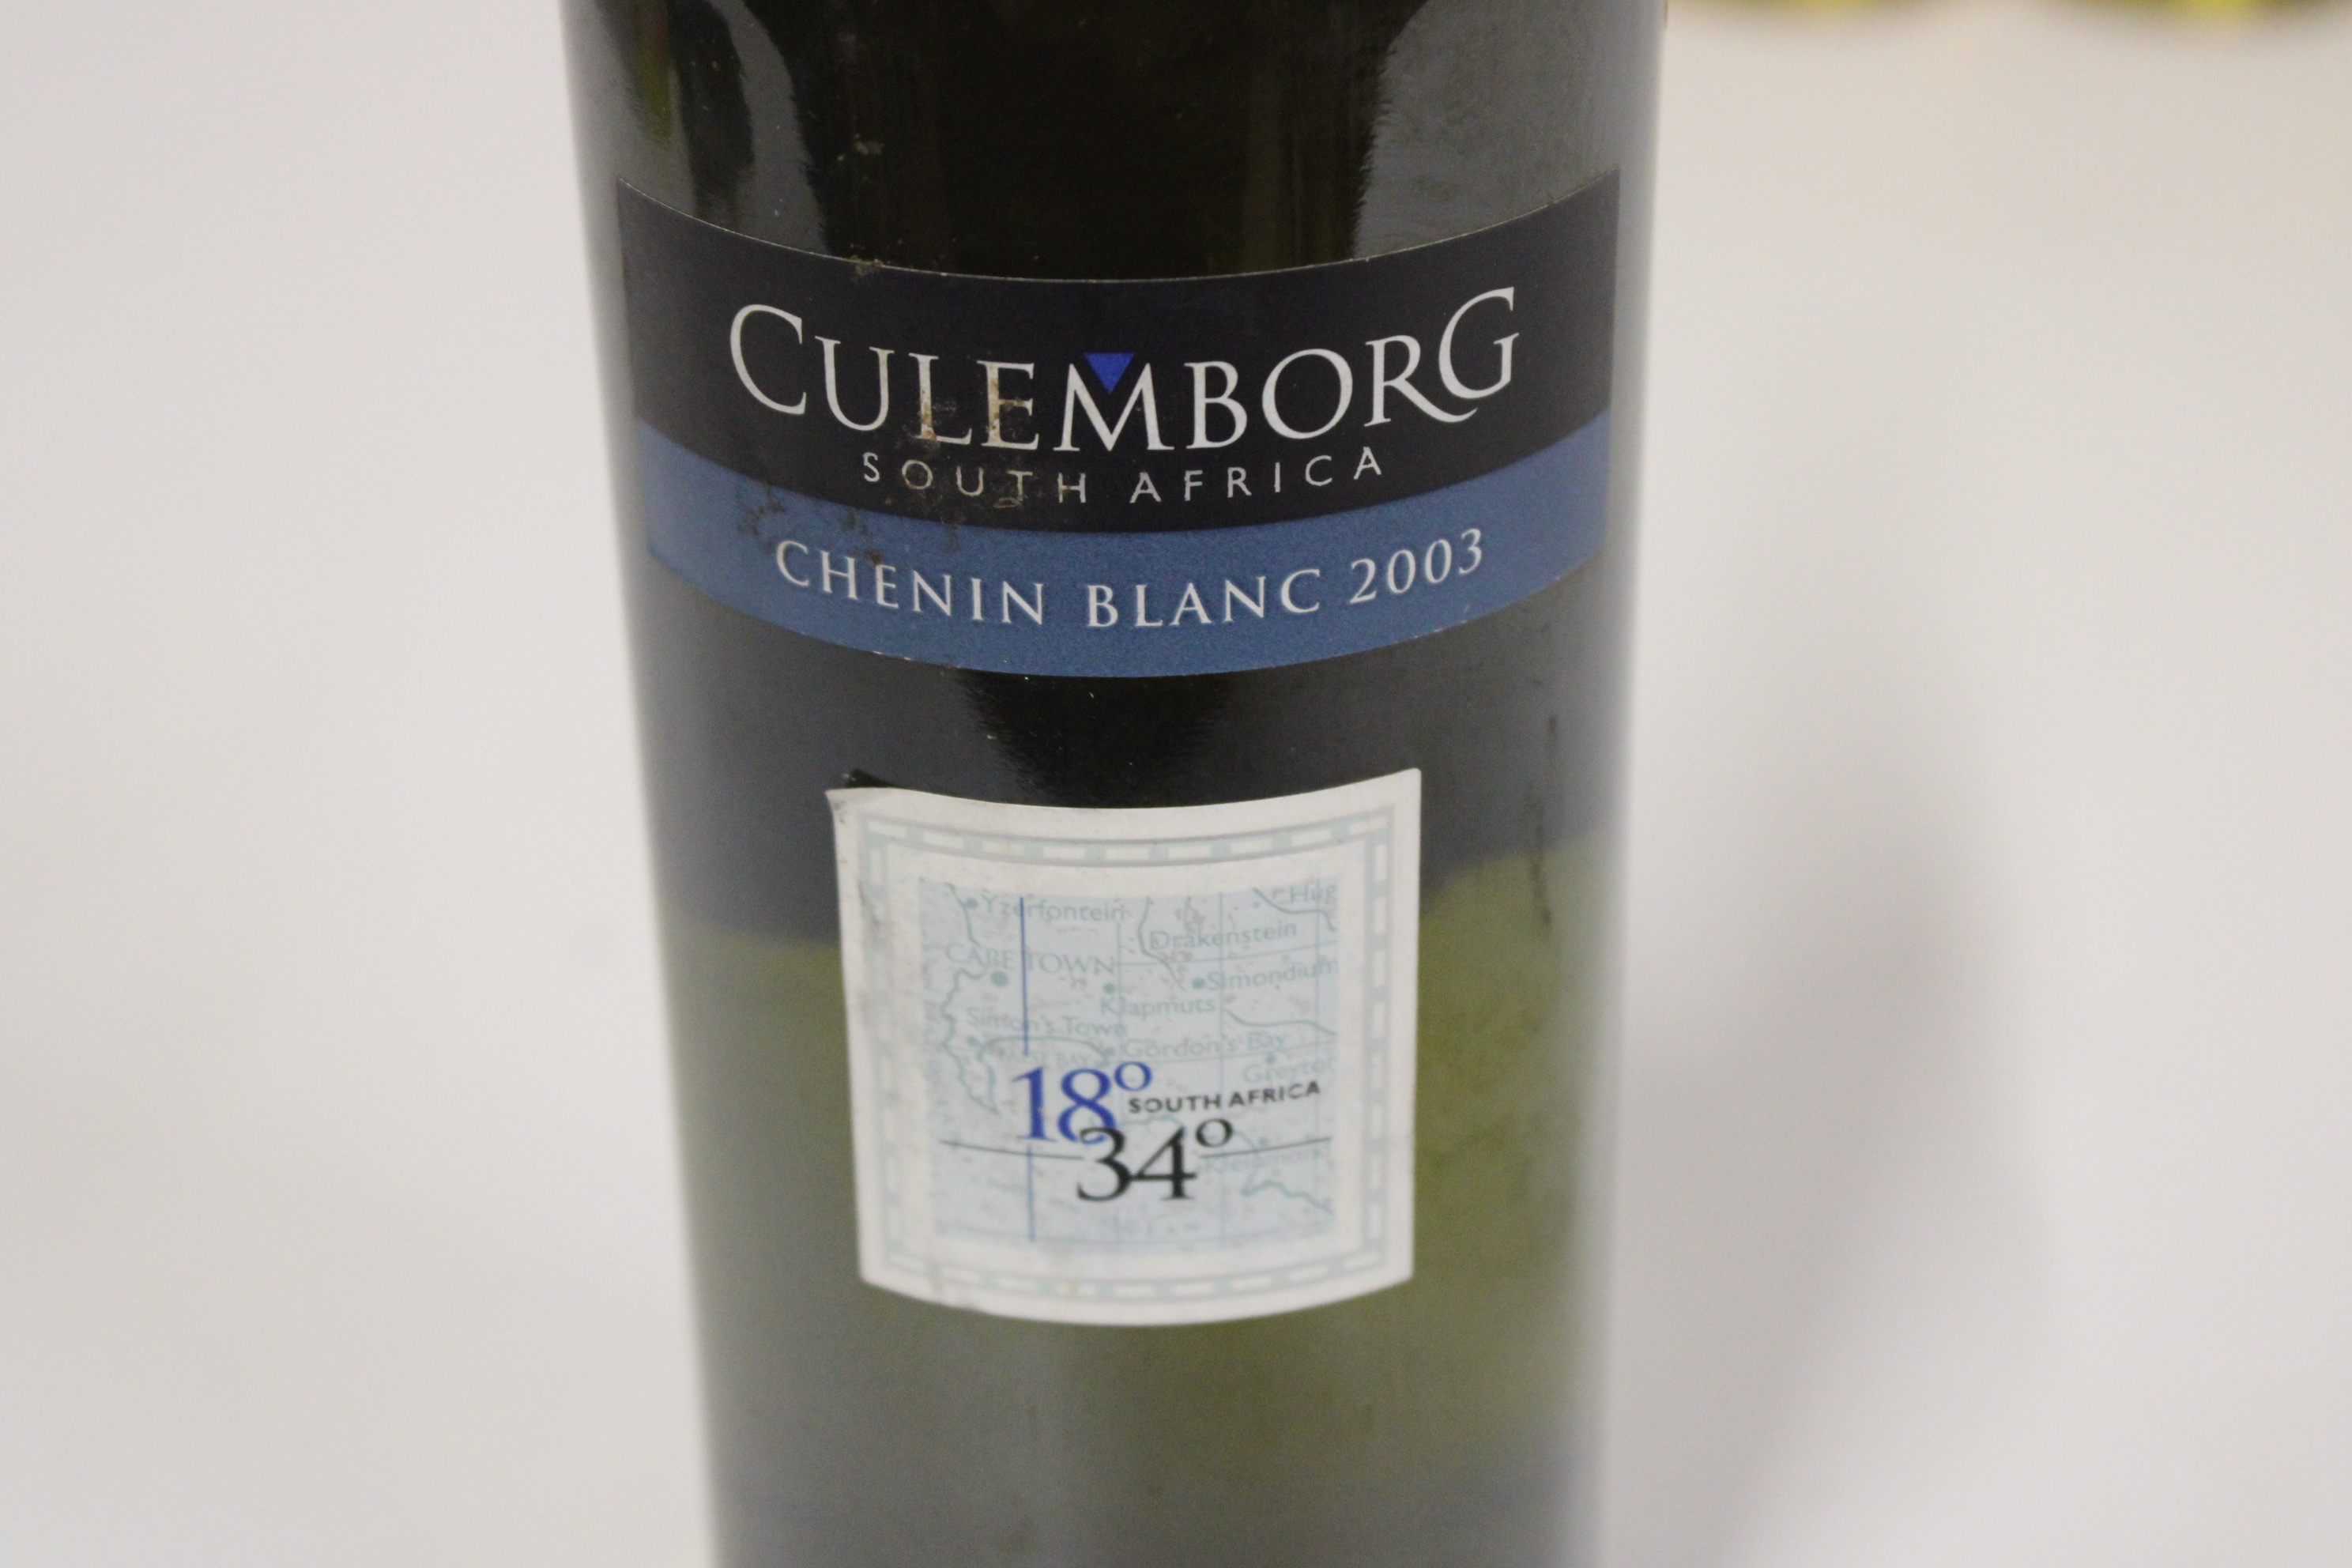 CULEMBORG
SOUTH AFRICA
CHENIN BLANC 2003
Yzerfontein
Drakenstein
CAPE TOWN
Simondium
Klapmuts
Simon's Town
Gordon's Bay
18°
SOUTH AFRICA
34°